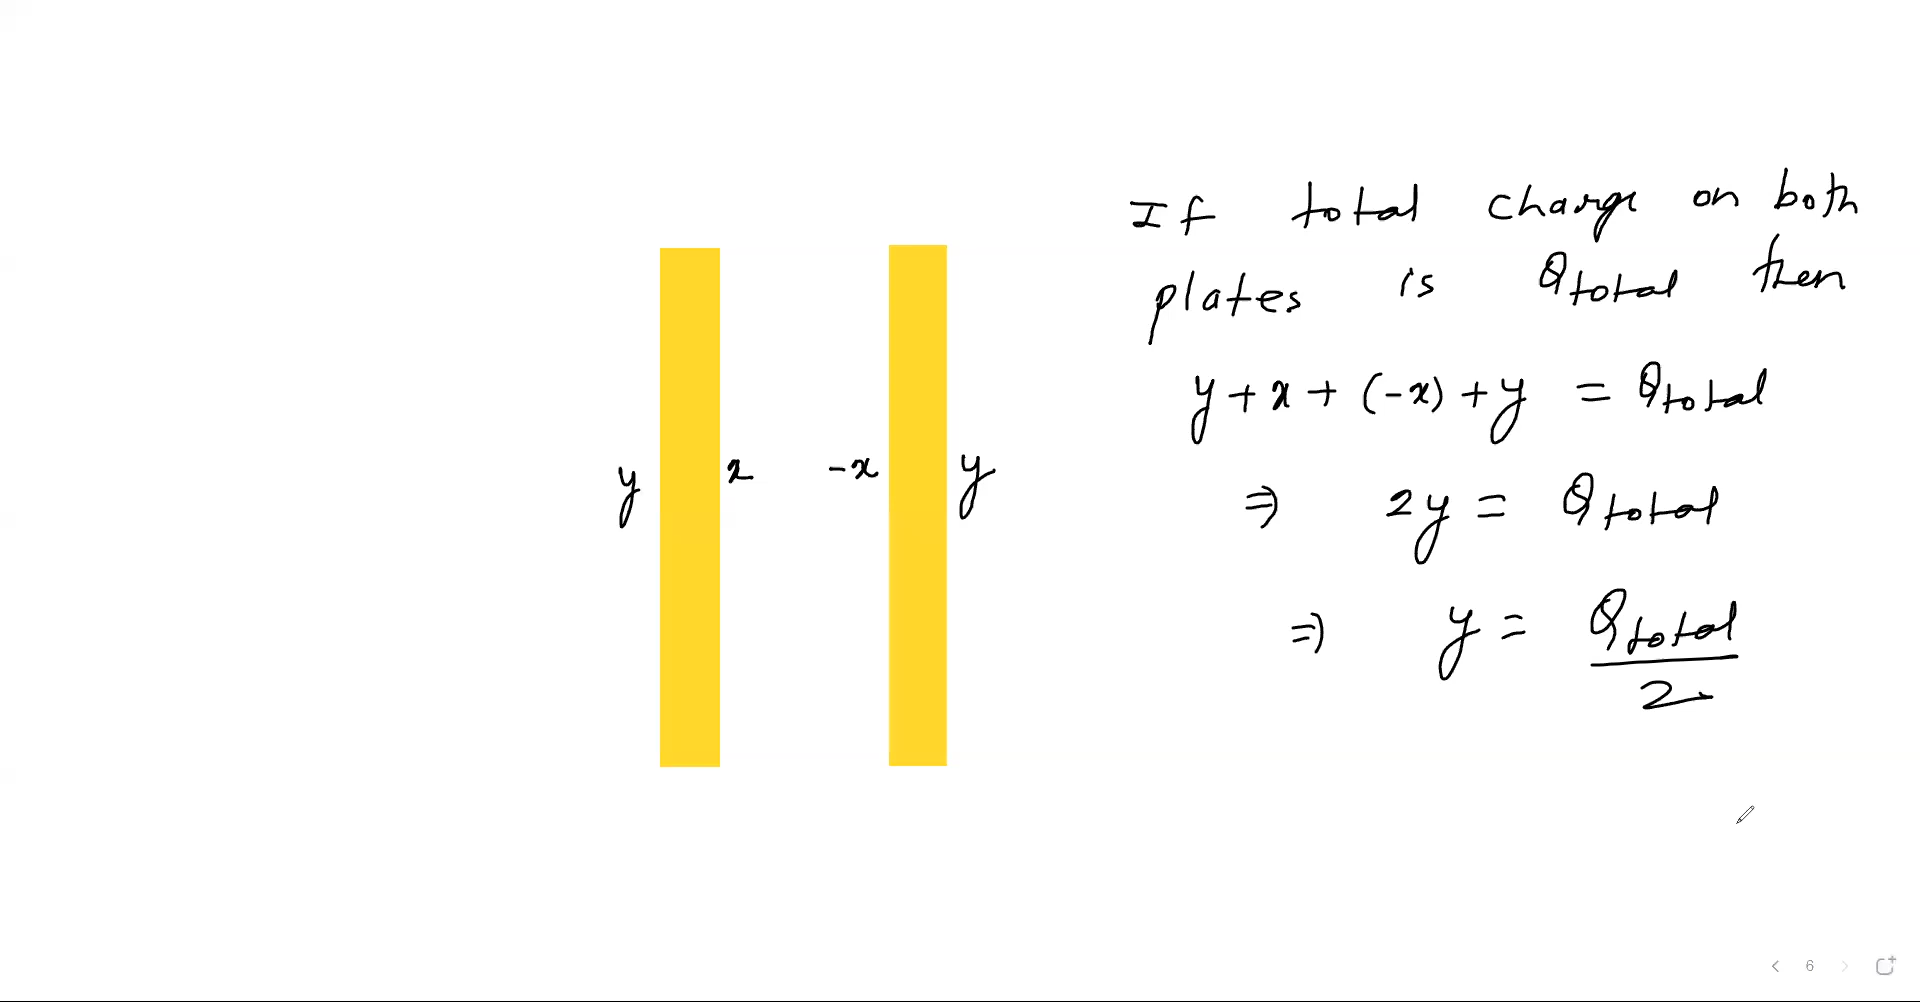 If total charge on both
plates is Qtotal then
y + x + (-x) + y = Qtotal
⇒ 2y = Qtotal
⇒ y = Qtotal
2
y x -x y
< 6 >